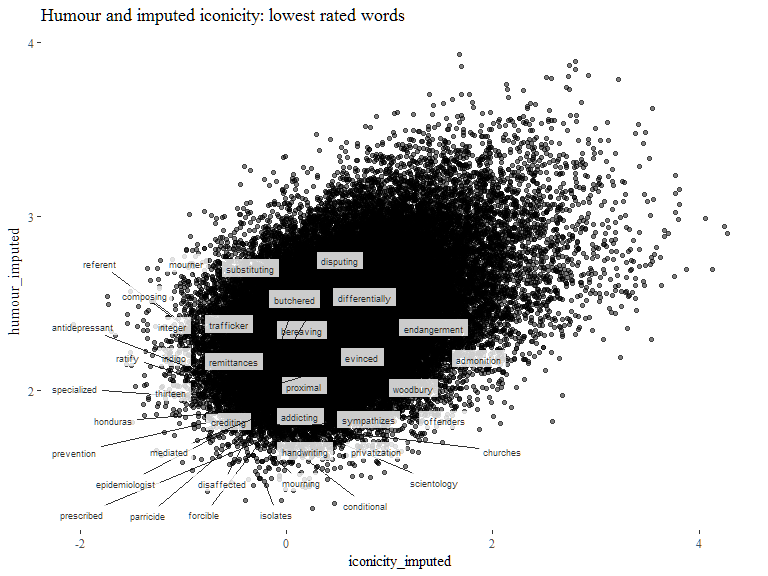 Humour and imputed iconicity: lowest rated words
4
3
2
humour_imputed
referent
mourner
substituting
disputing
composing
butchered
differentially
antidepressant
integer
trafficker
bereaving
endangerment
ratify
indigo
remittances
evinced
admonition
specialized
thirteen
proximal
woodbury
honduras
crediting
addicting
sympathizes
offenders
prevention
mediated
handwriting
privatization
churches
epidemiologist
disaffected
mourning
scientology
prescribed
parricide
forcible
isolates
conditional
-2
0
2
4
iconicity_imputed